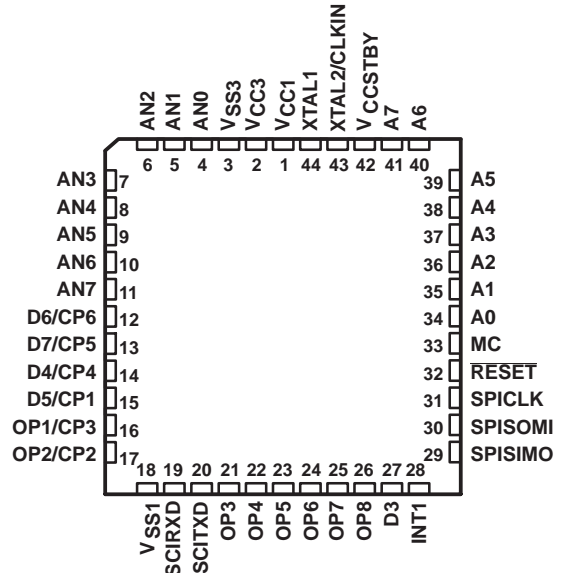 AN2
AN1
AN0
VSS3
VCC3
VCC1
XTAL1
XTAL2/CLKIN
VCCSTBY
A7
A6
6 5 4 3 2 1 44 43 42 41 40
AN3 7
AN4 8
AN5 9
AN6 10
AN7 11
D6/CP6 12
D7/CP5 13
D4/CP4 14
D5/CP1 15
OP1/CP3 16
OP2/CP2 17
39 A5
38 A4
37 A3
36 A2
35 A1
34 A0
33 MC
32 RESET
31 SPICLK
30 SPISOMI
29 SPISIMO
18 19 20 21 22 23 24 25 26 27 28
VSS1
SCIRXD
SCITXD
OP3
OP4
OP5
OP6
OP7
OP8
D3
INT1